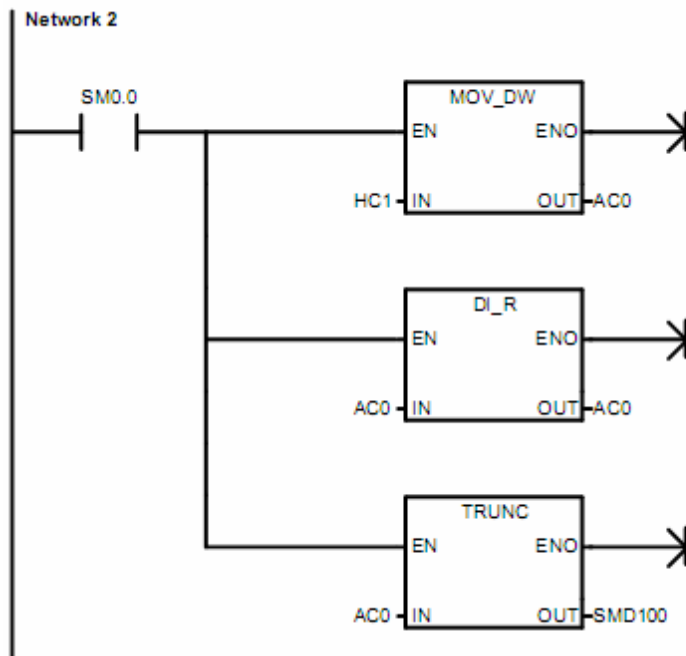 Network 2
SM0.0
MOV_DW
EN ENO
HC1 IN OUT AC0
DI_R
EN ENO
AC0 IN OUT AC0
TRUNC
EN ENO
AC0 IN OUT SMD100